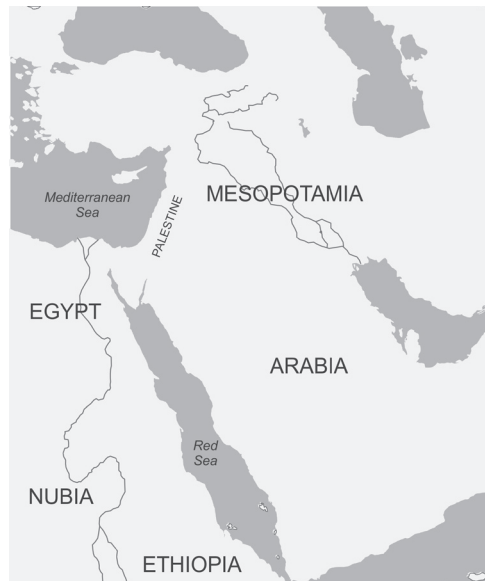 Mediterranean
Sea
MESOPOTAMIA
PALESTINE
EGYPT
ARABIA
Red
Sea
NUBIA
ETHIOPIA